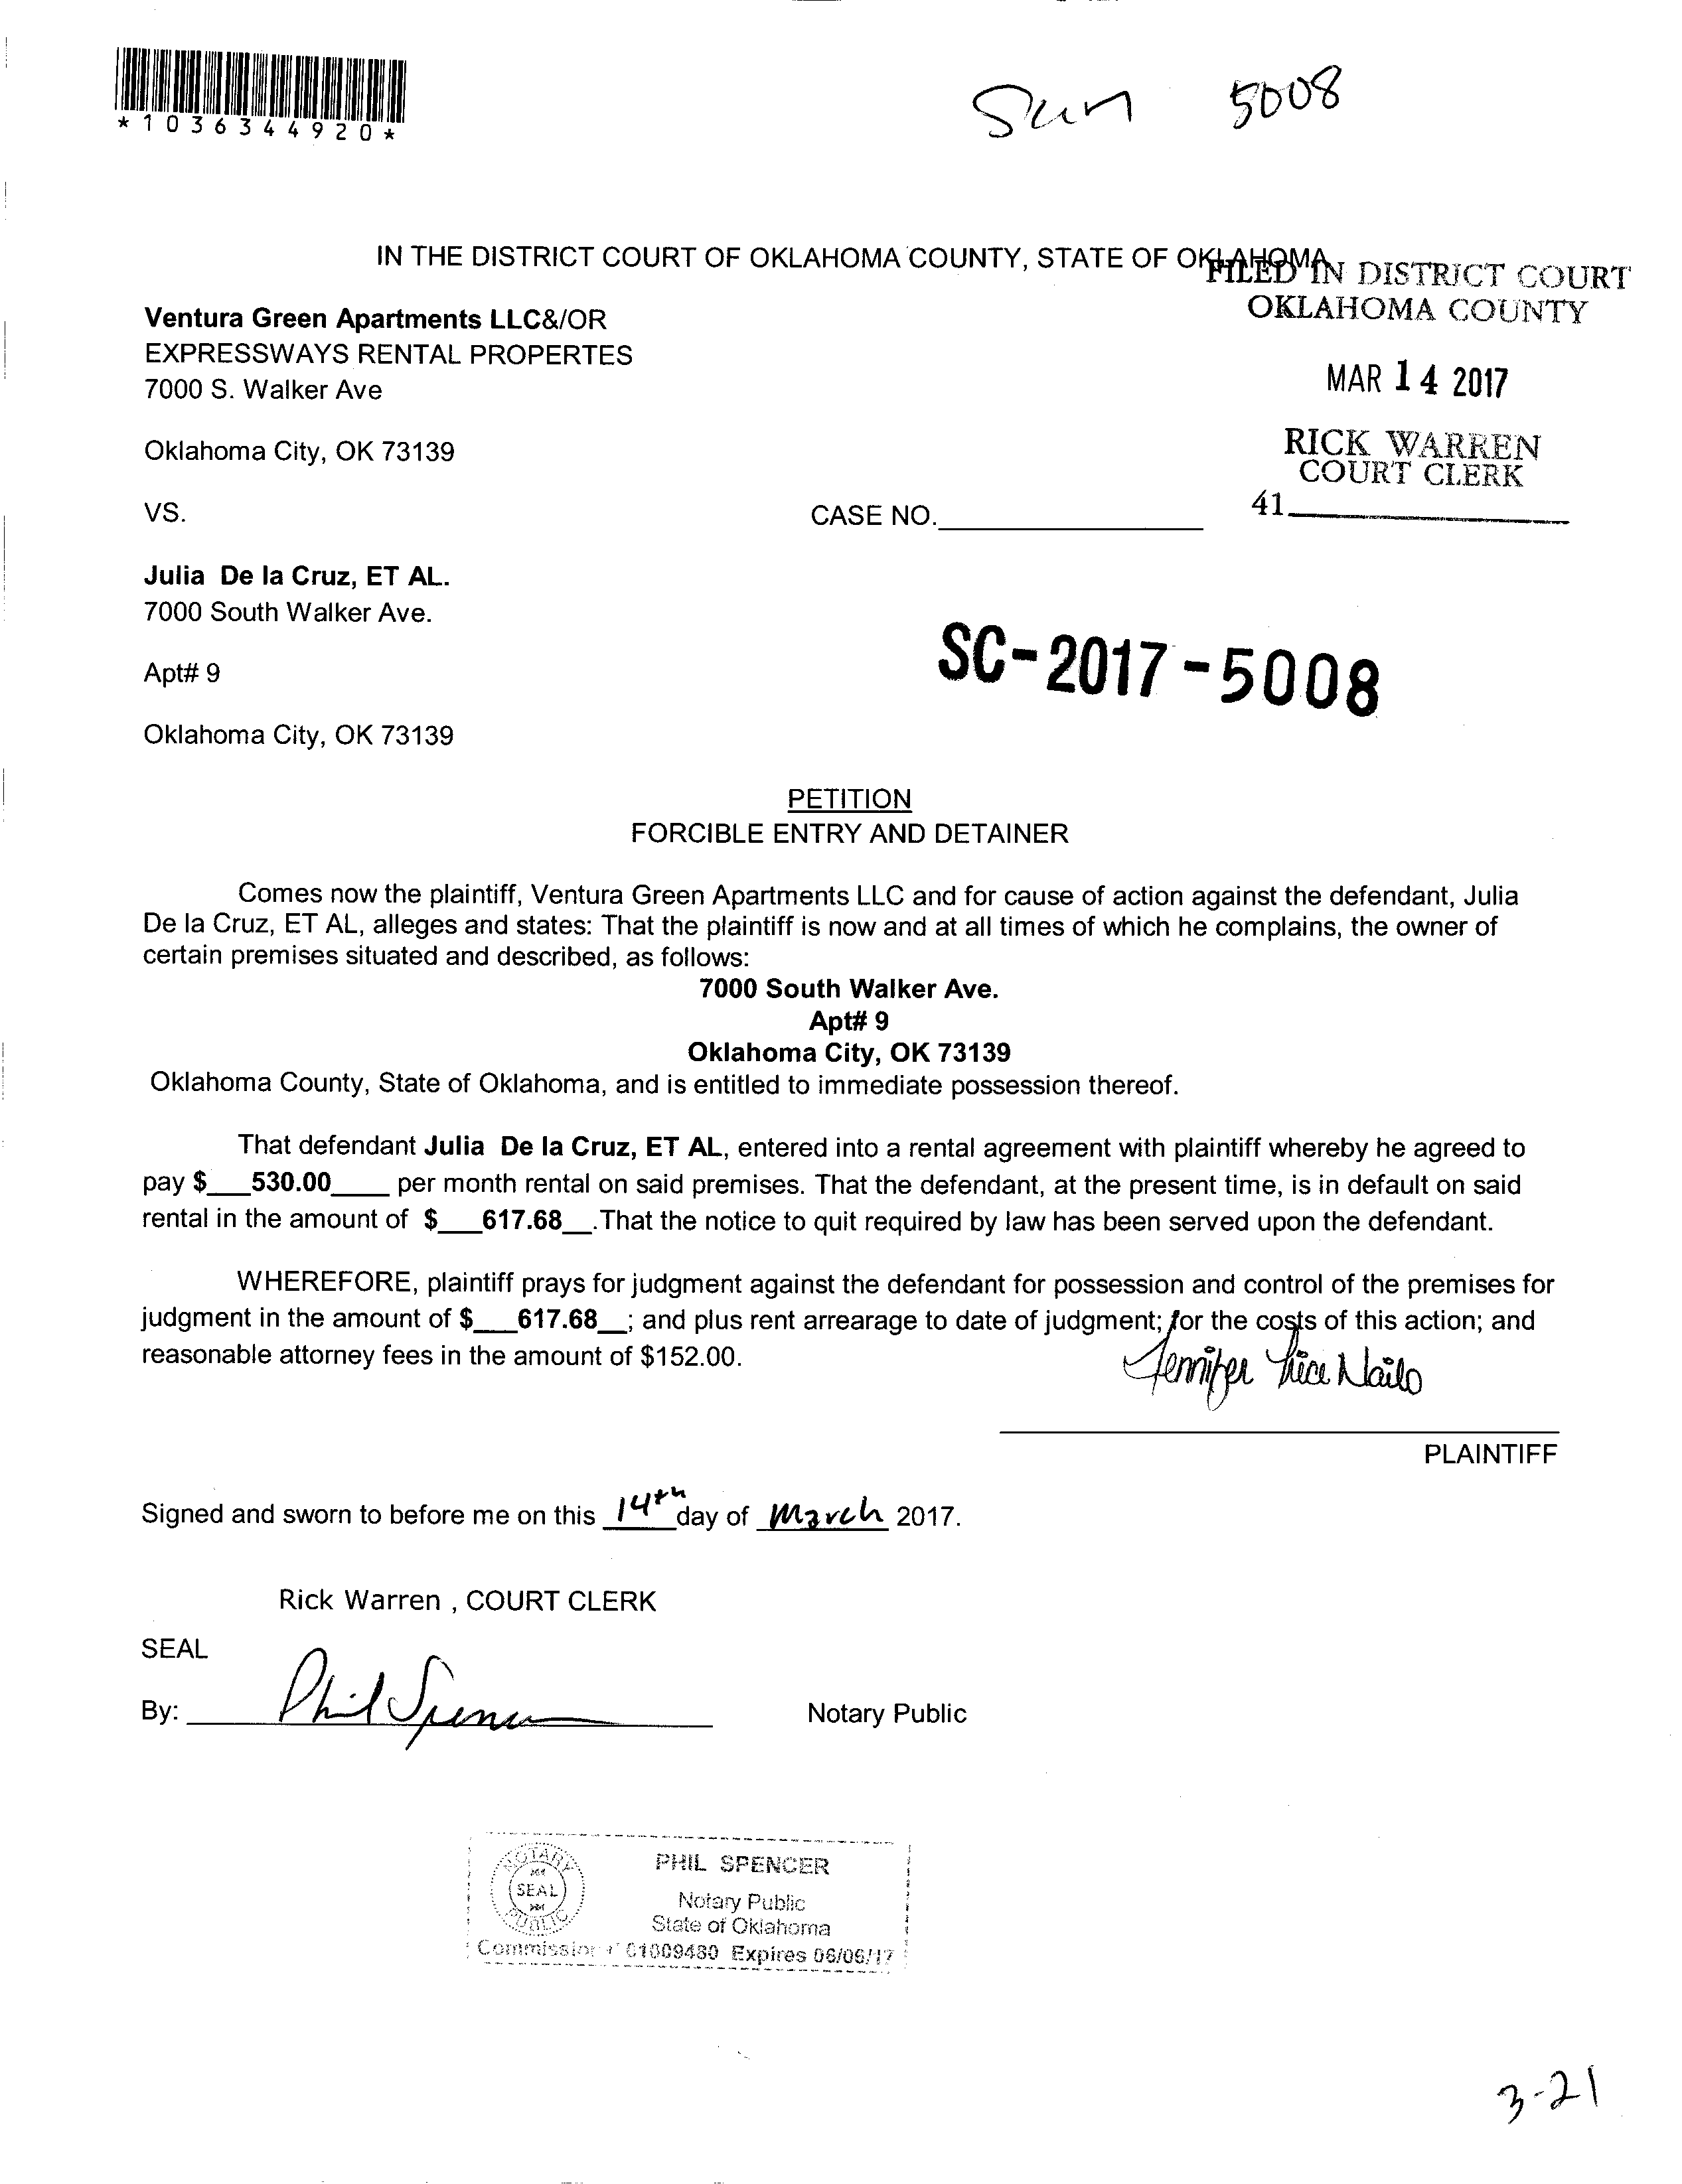 *1036344920*
Sum 5008
IN THE DISTRICT COURT OF OKLAHOMA COUNTY, STATE OF OKLAHOMA
FILED IN DISTRICT COURT
OKLAHOMA COUNTY
MAR 14 2017
RICK WARREN
COURT CLERK
41
Ventura Green Apartments LLC&/OR
EXPRESSWAYS RENTAL PROPERTES
7000 S. Walker Ave
Oklahoma City, OK 73139
VS.
CASE NO.
Julia De la Cruz, ET AL.
7000 South Walker Ave.
Apt# 9
Oklahoma City, OK 73139
SC-2017-5008
PETITION
FORCIBLE ENTRY AND DETAINER
Comes now the plaintiff, Ventura Green Apartments LLC and for cause of action against the defendant, Julia
De la Cruz, ET AL, alleges and states: That the plaintiff is now and at all times of which he complains, the owner of
certain premises situated and described, as follows:
7000 South Walker Ave.
Apt# 9
Oklahoma City, OK 73139
Oklahoma County, State of Oklahoma, and is entitled to immediate possession thereof.
That defendant Julia De la Cruz, ET AL, entered into a rental agreement with plaintiff whereby he agreed to
pay $___530.00____ per month rental on said premises. That the defendant, at the present time, is in default on said
rental in the amount of $___617.68__.That the notice to quit required by law has been served upon the defendant.
WHEREFORE, plaintiff prays for judgment against the defendant for possession and control of the premises for
judgment in the amount of $___617.68__; and plus rent arrearage to date of judgment; for the costs of this action; and
reasonable attorney fees in the amount of $152.00.
Jennifer
PLAINTIFF
Signed and sworn to before me on this 14th day of March 2017.
Rick Warren , COURT CLERK
SEAL
By: Phil Spencer
Notary Public
NOTARY
SEAL
PUBLIC
PHIL SPENCER
Notary Public
State of Oklahoma
Commission # 01009480 Expires 06/06/17
3-21